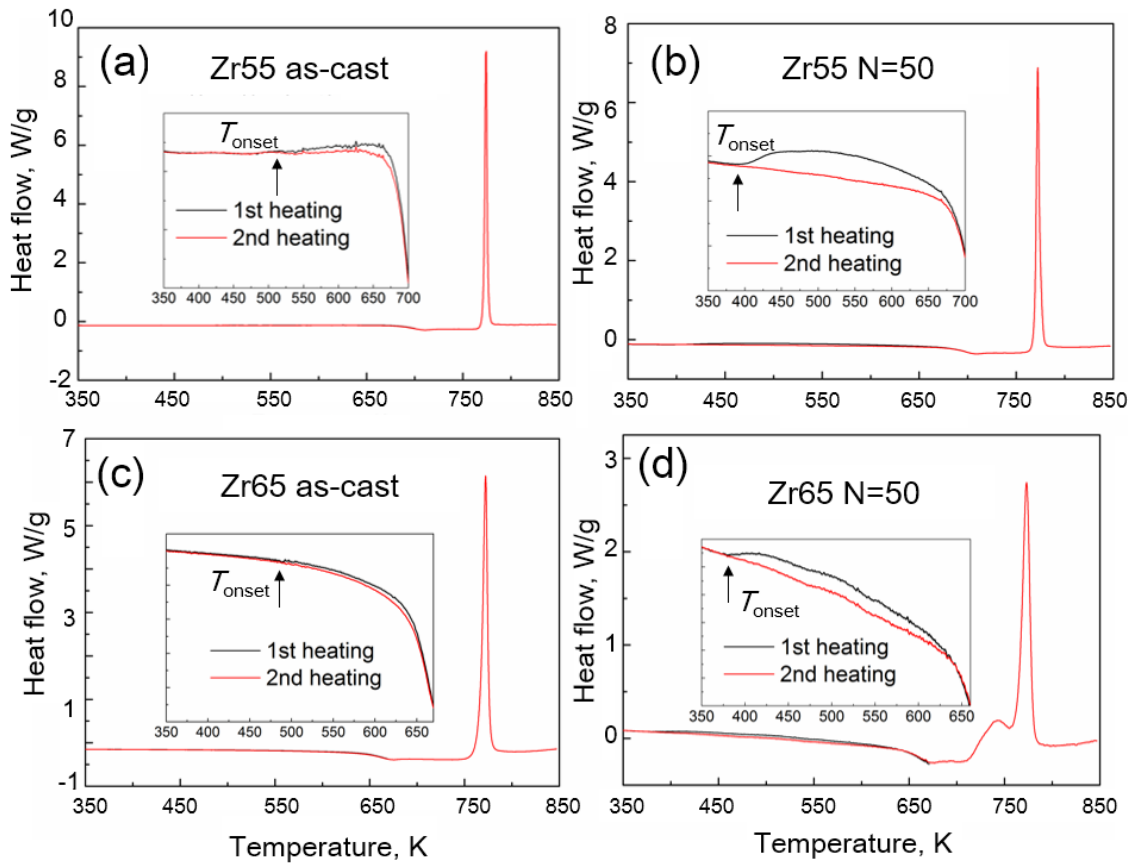 (a)
Zr55 as-cast
Heat flow, W/g
10
8
6
4
2
0
-2
T onset
1st heating
2nd heating
350 400 450 500 550 600 650 700
350 450 550 650 750 850
(b)
Zr55 N=50
Heat flow, W/g
8
6
4
2
0
T onset
1st heating
2nd heating
350 400 450 500 550 600 650 700
350 450 550 650 750 850
(c)
Zr65 as-cast
Heat flow, W/g
7
5
3
1
-1
T onset
1st heating
2nd heating
350 400 450 500 550 600 650
350 450 550 650 750 850
Temperature, K
(d)
Zr65 N=50
Heat flow, W/g
3
2
1
0
T onset
1st heating
2nd heating
350 400 450 500 550 600 650
350 450 550 650 750 850
Temperature, K